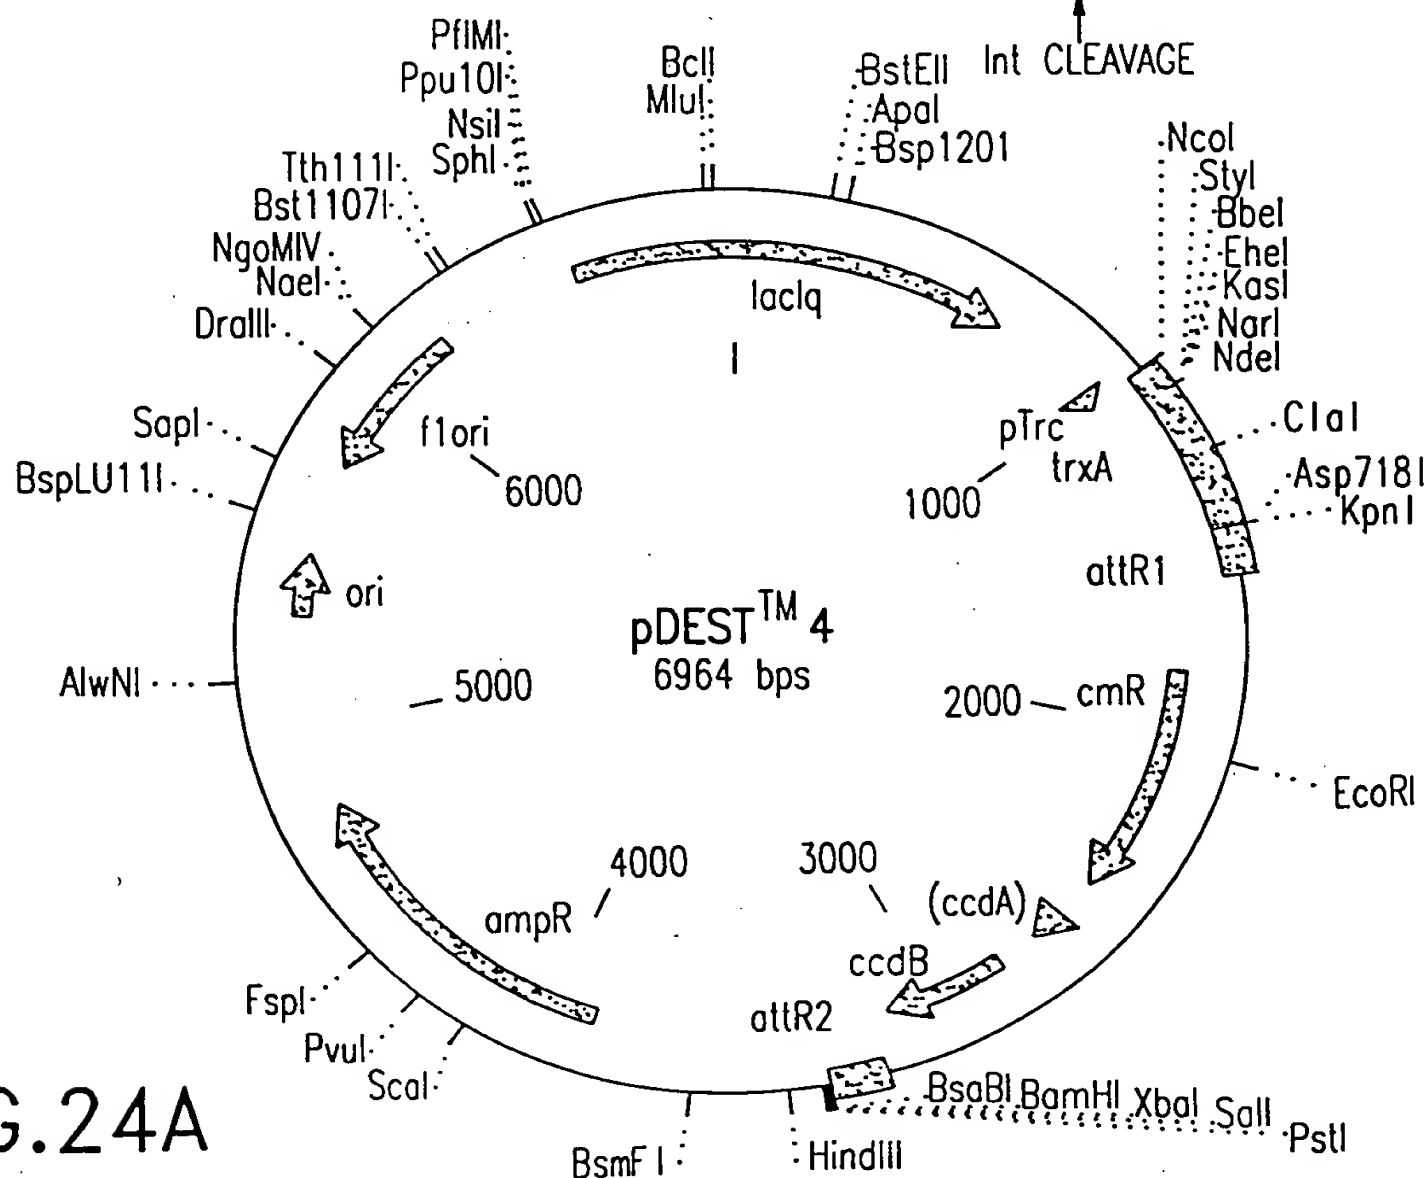 Int CLEAVAGE
PflMI
Ppu10I
NsiI
SphI
Tth111I
Bst1107I
NgoMIV
NaeI
DraIII
SapI
BspLU11I
AlwNI
BclI
MluI
BstEII
ApaI
Bsp1201
NcoI
StyI
BbeI
EheI
KasI
NarI
NdeI
ClaI
Asp718I
KpnI
lacIq
I
f1ori
6000
pTrc
1000
trxA
attR1
ori
pDEST™ 4
6964 bps
5000
2000
cmR
EcoRI
4000
3000
ampR
(ccdA)
ccdB
attR2
FspI
PvuI
ScaI
BsmF I
HindIII
BsaBI BamHI XbaI SalI PstI
G.24A